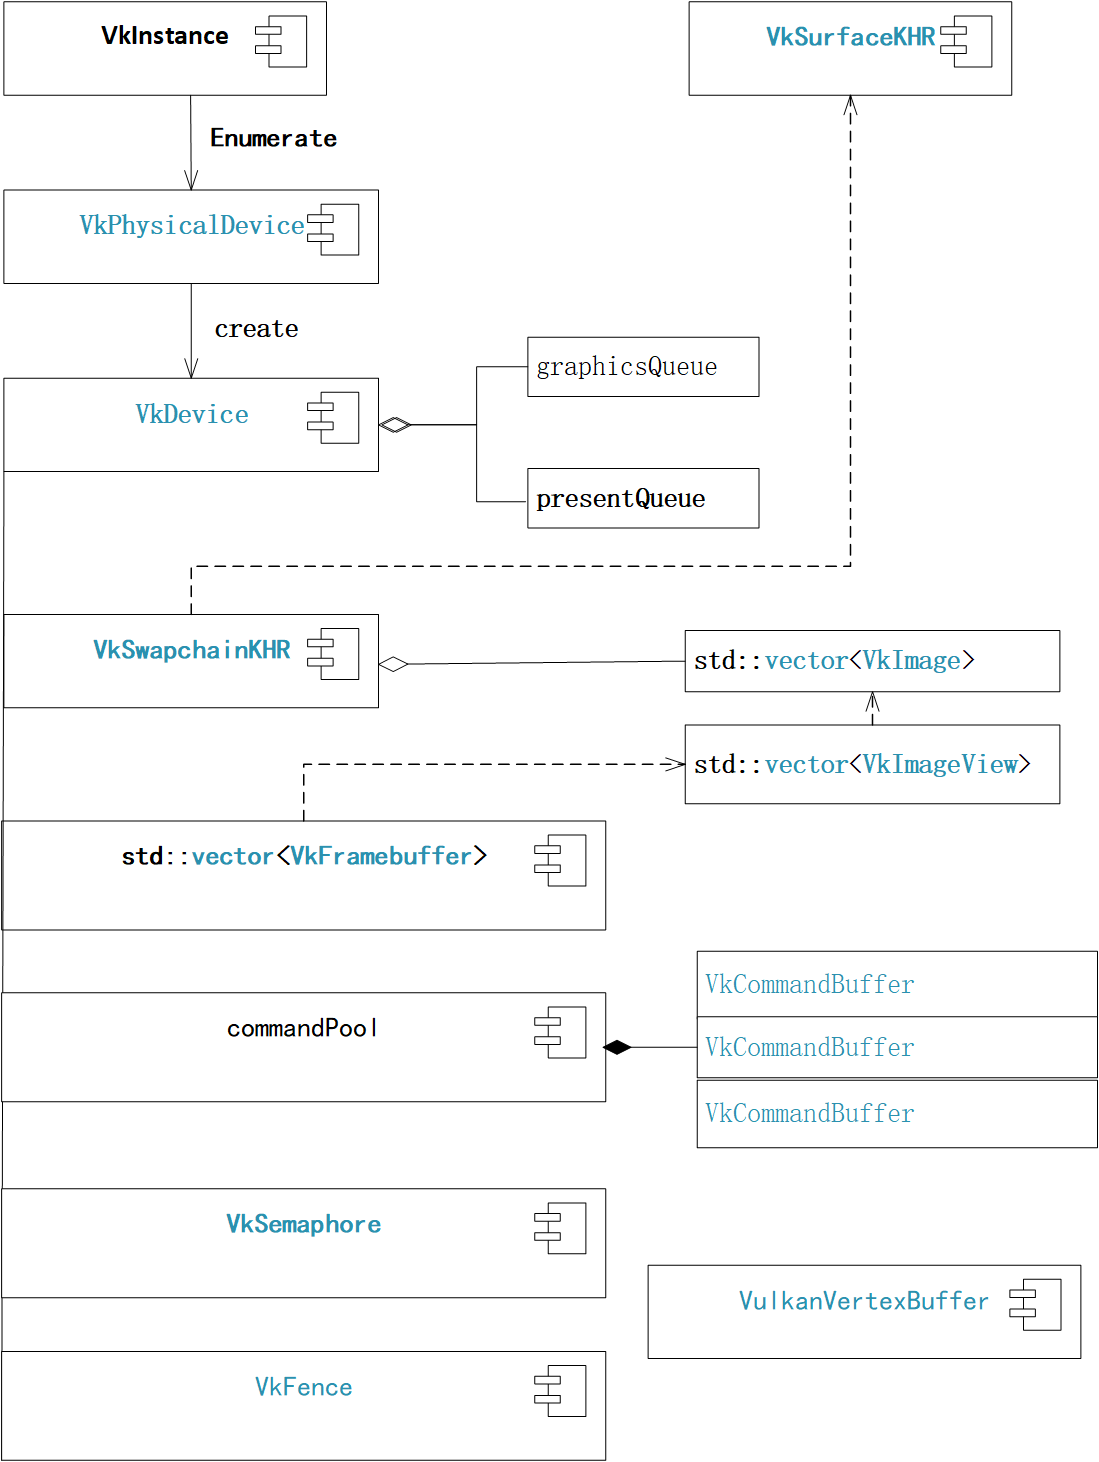 VkInstance
VkSurfaceKHR
Enumerate
VkPhysicalDevice
create
graphicsQueue
VkDevice
presentQueue
VkSwapchainKHR
std::vector<VkImage>
std::vector<VkImageView>
std::vector<VkFramebuffer>
VkCommandBuffer
commandPool
VkCommandBuffer
VkCommandBuffer
VkSemaphore
VulkanVertexBuffer
VkFence